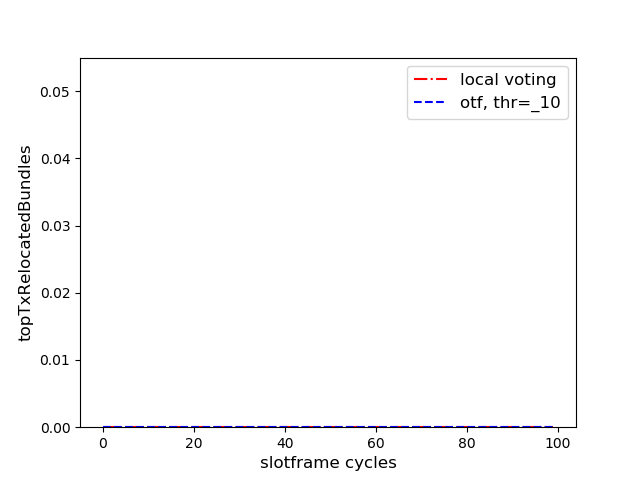 local voting
otf, thr=_10
topTxRelocatedBundles
0.05
0.04
0.03
0.02
0.01
0.00
0 20 40 60 80 100
slotframe cycles